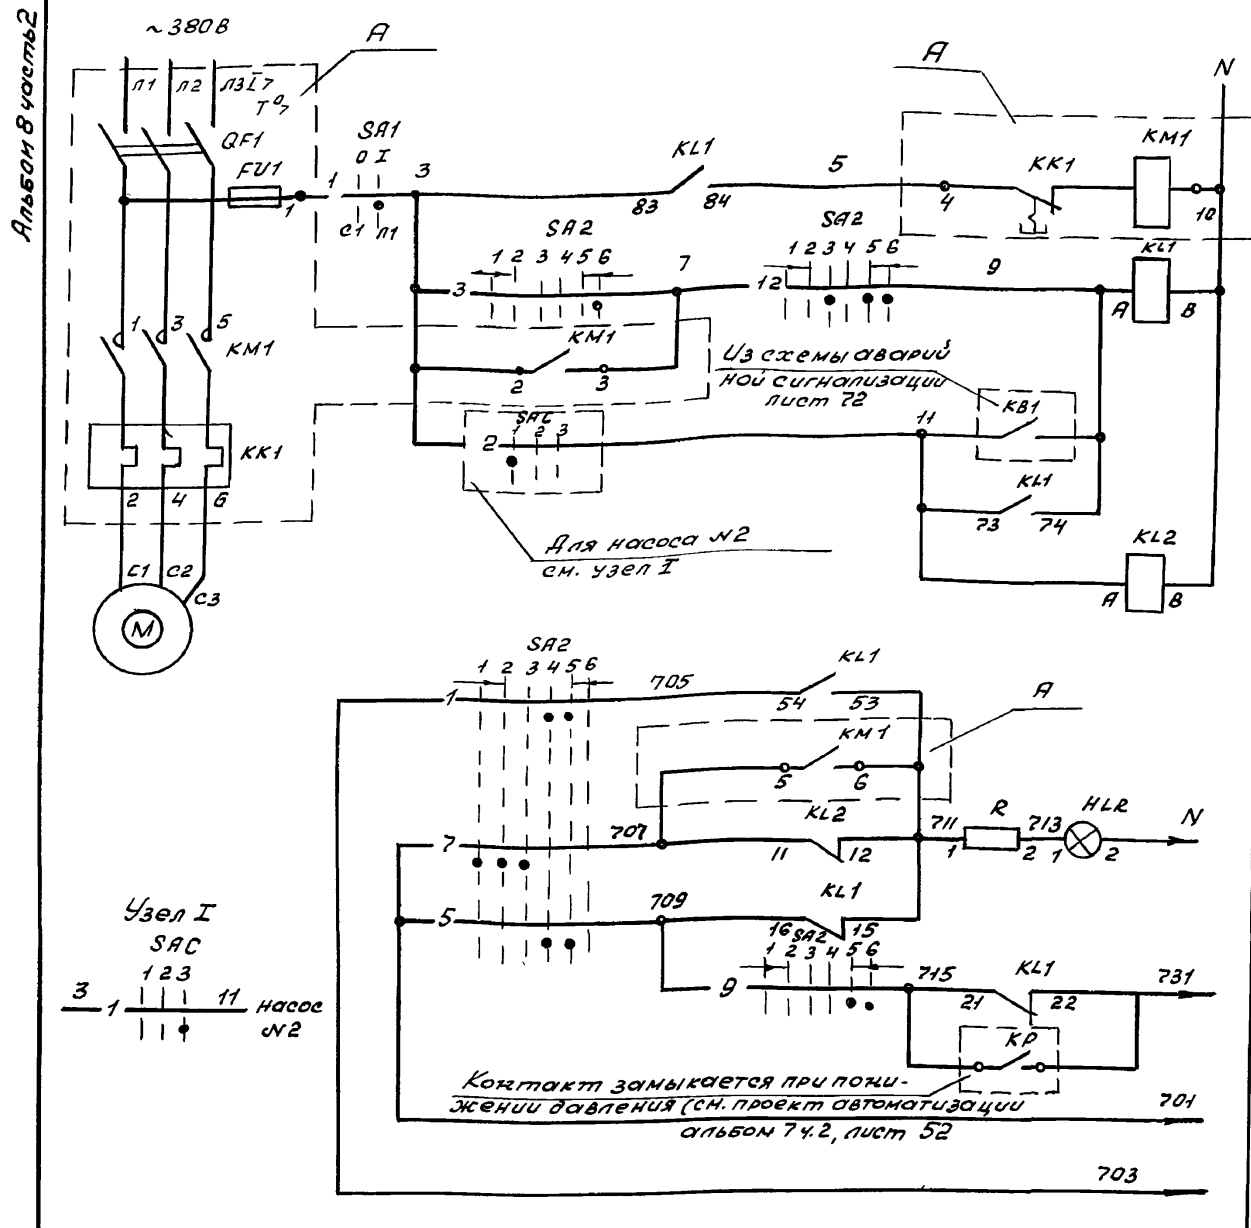 Альбом 8 часть 2
~380В
А
А
N
Л1 Л2 Л3 I>
T°>
QF1
FU1
1
SA1
0 I
1
С1 Л1
3
KL1
83 84
5
4
KK1
KM1
10
SA2
1 2 3 4 5 6
3
7
SA2
1 2 3 4 5 6
12
9
KL1
А В
1 3 5
KM1
KM1
2 3
Из схемы аварий
ной сигнализации
лист 72
KK1
2 4 6
SAC
1 2 3
2
11
KB1
KL1
73 74
Для насоса №2
см. узел I
KL2
А В
С1 С2
С3
М
SA2
1 2 3 4 5 6
1
705
KL1
54 53
А
KM1
5 6
7
707
KL2
11 12
711
1
R
2
713
1
HLR
2
N
5
709
KL1
16 15
SA2
1 2 3 4 5 6
9
715
KL1
21 22
731
KP
Узел I
SAC
1 2 3
3
1
11
насос
№2
Контакт замыкается при пони-
жении давления (см. проект автоматизации
альбом 7 ч.2, лист 52
701
703